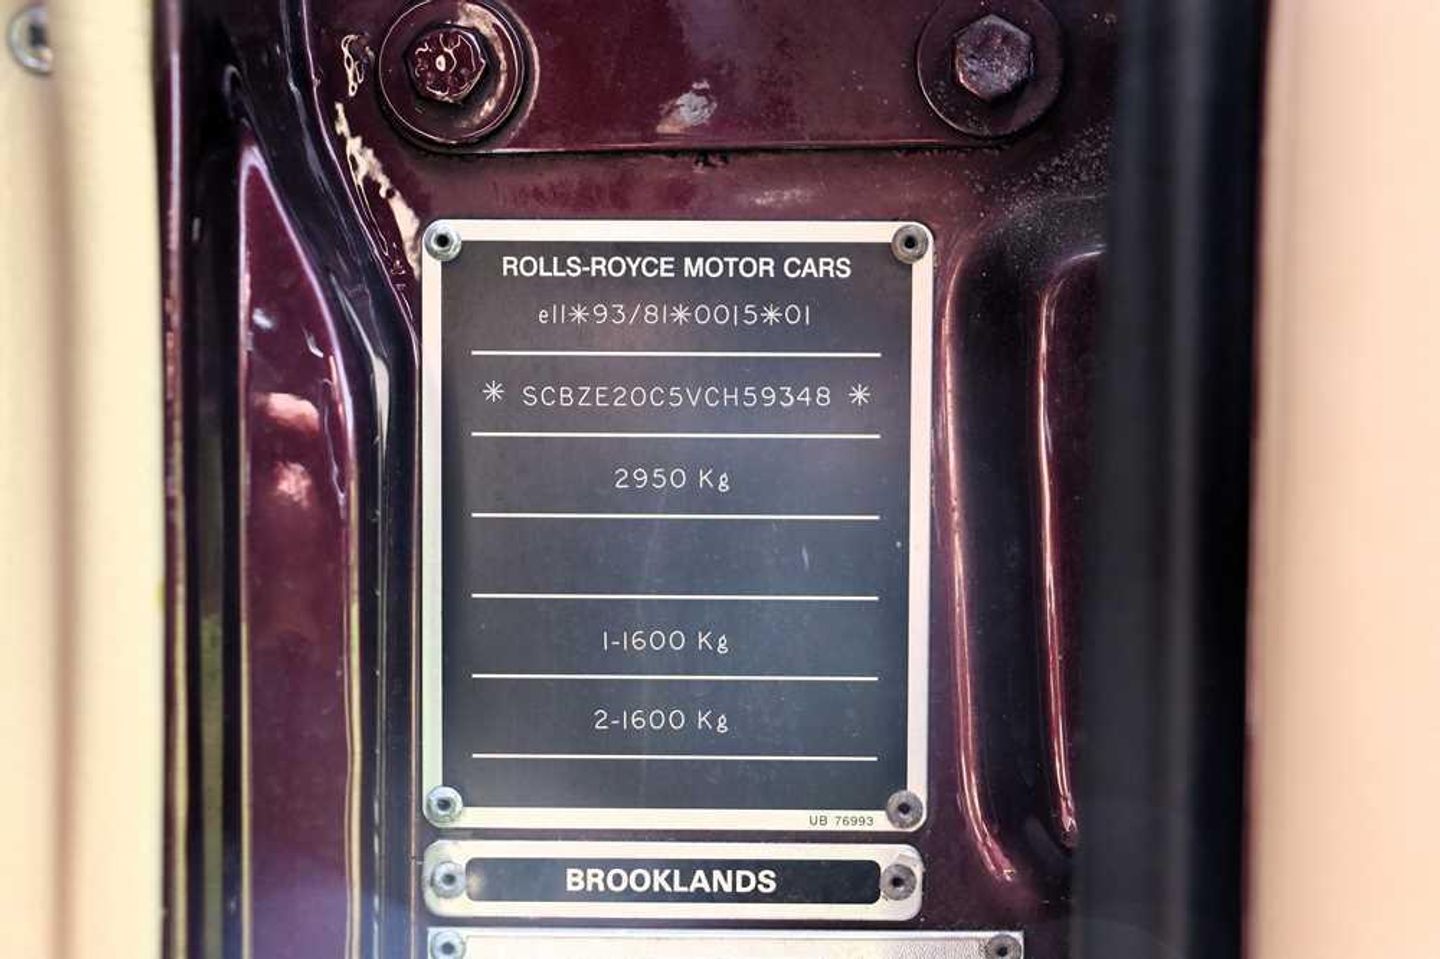 ROLLS-ROYCE MOTOR CARS
e11*93/81*0015*01
* SCBZE20C5VCH59348 *
2950 Kg
1-1600 Kg
2-1600 Kg
UB 76993
BROOKLANDS